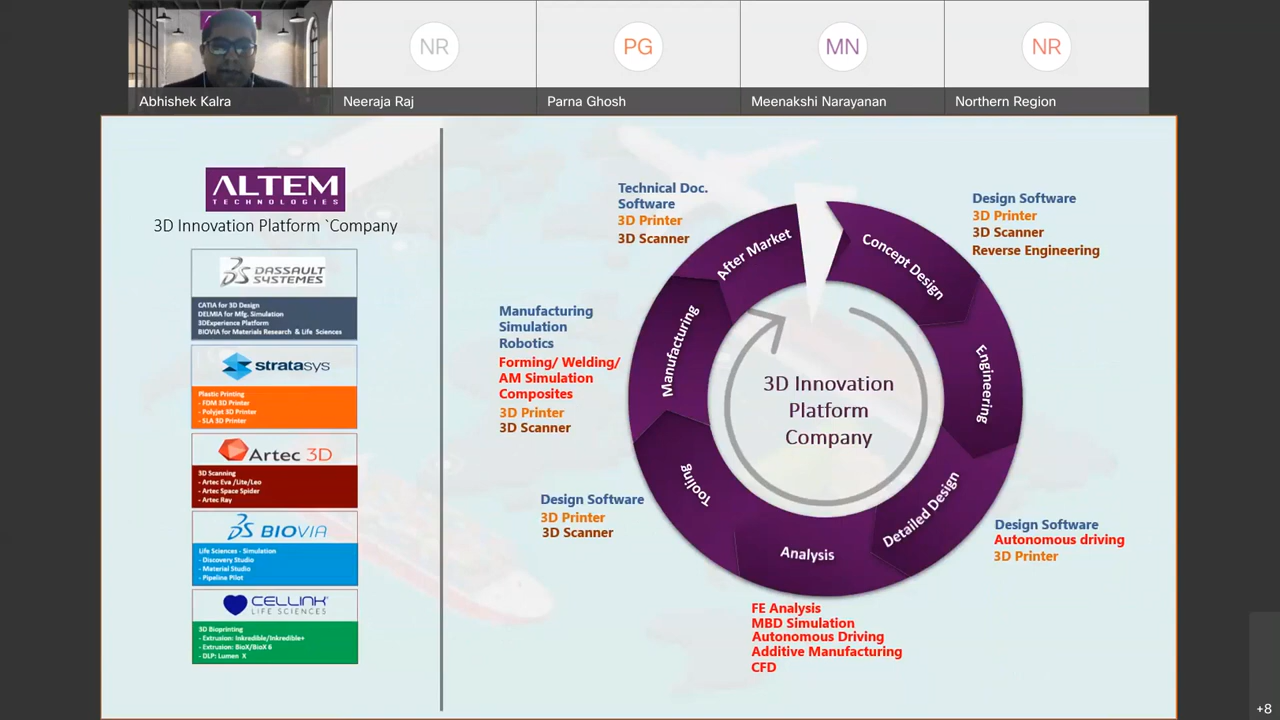 NR
PG
MN
NR
Abhishek Kalra
Neeraja Raj
Parna Ghosh
Meenakshi Narayanan
Northern Region
ALTEM
TECHNOLOGIES
3D Innovation Platform `Company
DASSAULT
SYSTEMES
CATIA for 3D Design
DELMIA for Mfg. Simulation
3DExperience Platform
BIOVIA for Materials Research & Life Sciences
stratasys
Plastic Printing
- FDM 3D Printer
- Polyjet 3D Printer
- SLA 3D Printer
Artec 3D
3D Scanning
- Artec Eva /Lite/Leo
- Artec Space Spider
- Artec Ray
BIOVIA
Life Sciences - Simulation
- Discovery Studio
- Material Studio
- Pipeline Pilot
CELLINK
LIFE SCIENCES
3D Bioprinting
- Extrusion: Inkredible/Inkredible+
- Extrusion: BioX/BioX 6
- DLP: Lumen X
Technical Doc.
Software
3D Printer
3D Scanner
Design Software
3D Printer
3D Scanner
Reverse Engineering
Manufacturing
Simulation
Robotics
Forming/ Welding/
AM Simulation
Composites
3D Printer
3D Scanner
Design Software
3D Printer
3D Scanner
Design Software
Autonomous driving
3D Printer
FE Analysis
MBD Simulation
Autonomous Driving
Additive Manufacturing
CFD
After Market
Concept Design
Engineering
Detailed Design
Analysis
Tooling
Manufacturing
3D Innovation
Platform
Company
+8